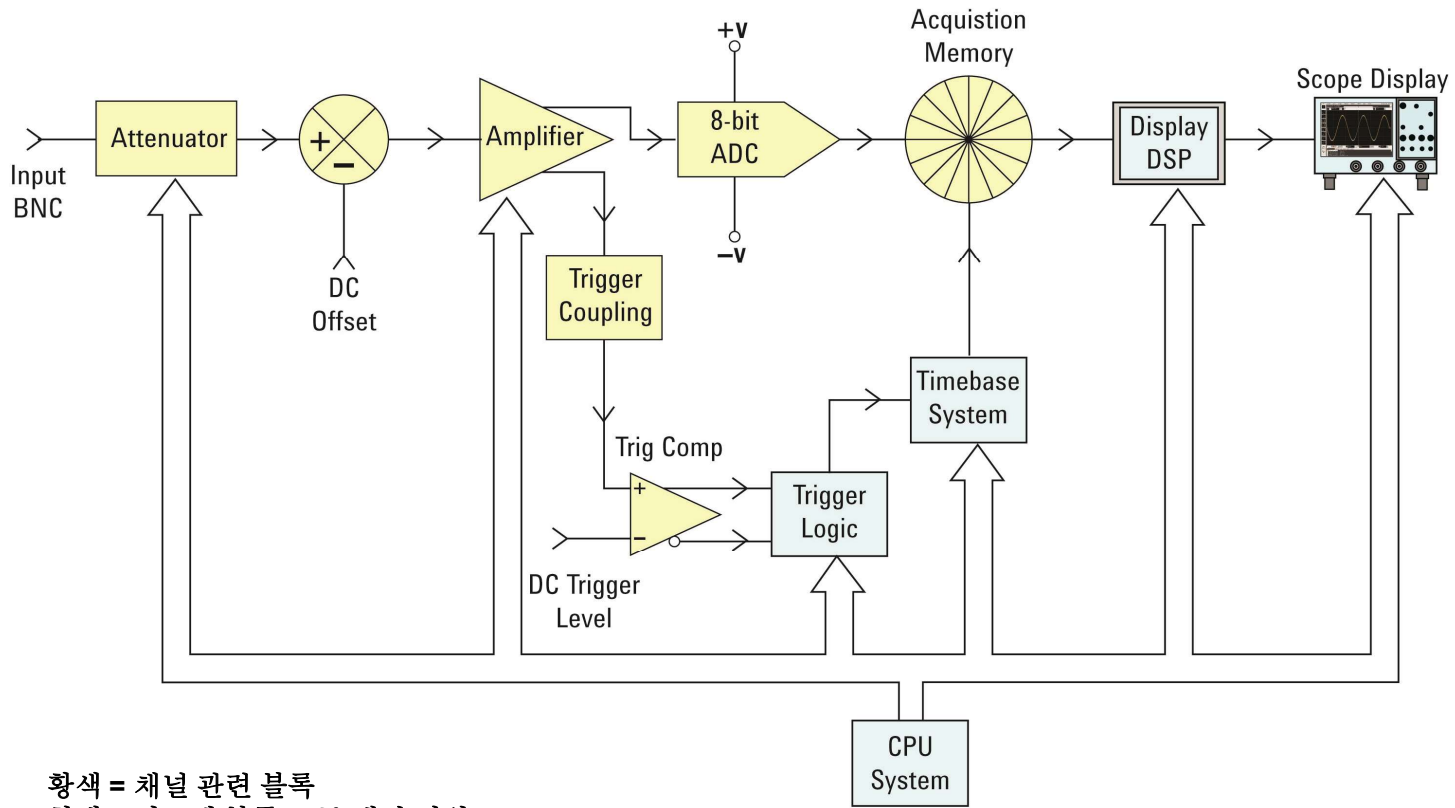 Acquistion
Memory
Scope Display
+v
Input
BNC
Attenuator
+
−
DC
Offset
Amplifier
8-bit
ADC
−v
Display
DSP
Trigger
Coupling
Timebase
System
Trig Comp
+
−
DC Trigger
Level
Trigger
Logic
CPU
System
황색 = 채널 관련 블록